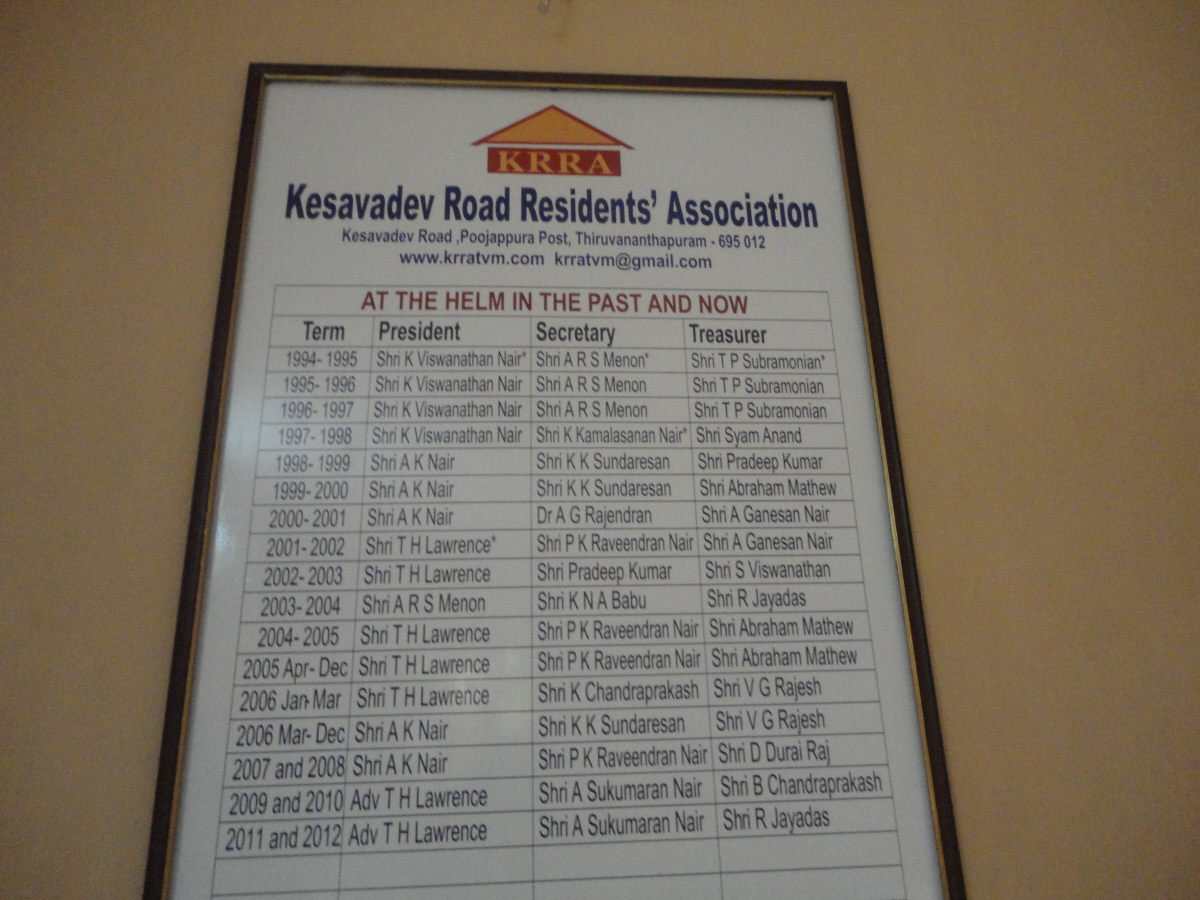 KRRA
Kesavadev Road Residents' Association
Kesavadev Road ,Poojappura Post, Thiruvananthapuram - 695 012
www.krratvm.com krratvm@gmail.com
AT THE HELM IN THE PAST AND NOW
Term President Secretary Treasurer
1994- 1995 Shri K Viswanathan Nair* Shri A R S Menon* Shri T P Subramonian*
1995- 1996 Shri K Viswanathan Nair Shri A R S Menon Shri T P Subramonian
1996- 1997 Shri K Viswanathan Nair Shri A R S Menon Shri T P Subramonian
1997- 1998 Shri K Viswanathan Nair Shri K Kamalasanan Nair* Shri Syam Anand
1998- 1999 Shri A K Nair Shri K K Sundaresan Shri Pradeep Kumar
1999- 2000 Shri A K Nair Shri K K Sundaresan Shri Abraham Mathew
2000- 2001 Shri A K Nair Dr A G Rajendran Shri A Ganesan Nair
2001- 2002 Shri T H Lawrence* Shri P K Raveendran Nair Shri A Ganesan Nair
2002- 2003 Shri T H Lawrence Shri Pradeep Kumar Shri S Viswanathan
2003- 2004 Shri A R S Menon Shri K N A Babu Shri R Jayadas
2004- 2005 Shri T H Lawrence Shri P K Raveendran Nair Shri Abraham Mathew
2005 Apr- Dec Shri T H Lawrence Shri P K Raveendran Nair Shri Abraham Mathew
2006 Jan- Mar Shri T H Lawrence Shri K Chandraprakash Shri V G Rajesh
2006 Mar- Dec Shri A K Nair Shri K K Sundaresan Shri V G Rajesh
2007 and 2008 Shri A K Nair Shri P K Raveendran Nair Shri D Durai Raj
2009 and 2010 Adv T H Lawrence Shri A Sukumaran Nair Shri B Chandraprakash
2011 and 2012 Adv T H Lawrence Shri A Sukumaran Nair Shri R Jayadas